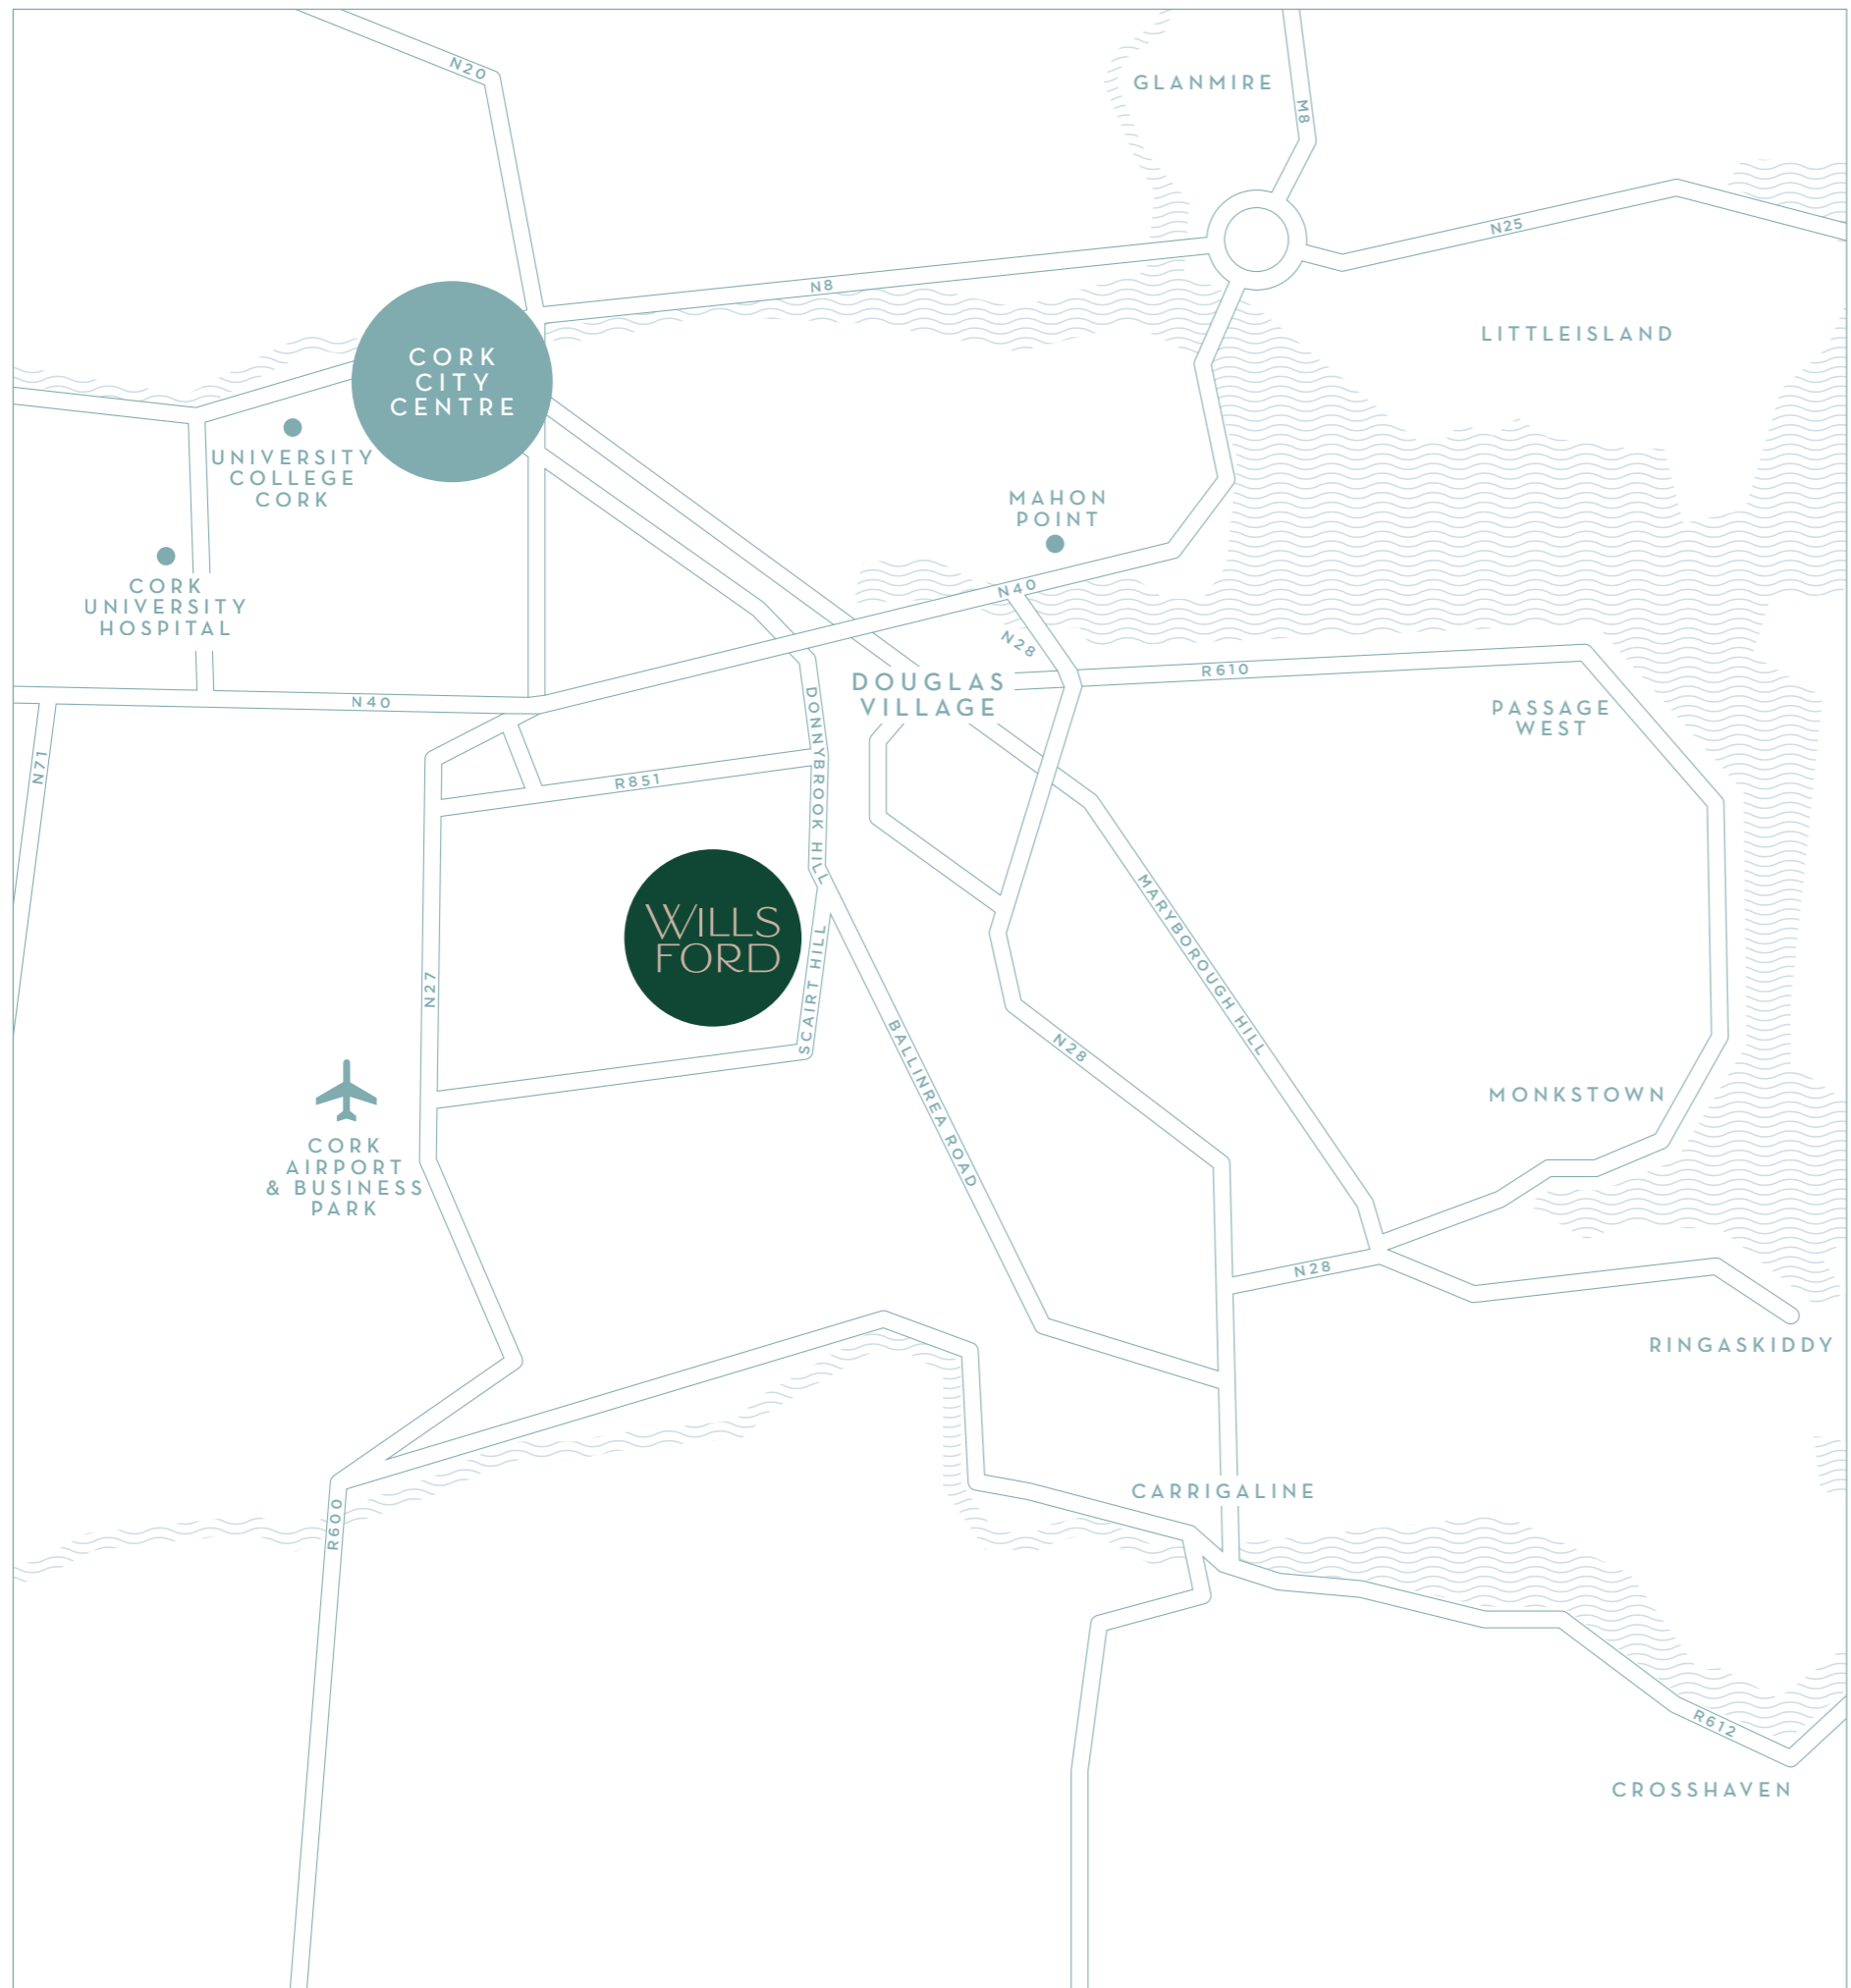 N20
GLANMIRE
M8
N25
N8
LITTLEISLAND
CORK
CITY
CENTRE
UNIVERSITY
COLLEGE
CORK
MAHON
POINT
CORK
UNIVERSITY
HOSPITAL
N40
N28
R610
DOUGLAS
VILLAGE
N40
PASSAGE
WEST
N71
R851
DONNYBROOK HILL
WILLS
FORD
SCAIRT HILL
MARYBOROUGH HILL
N27
BALLINREA ROAD
N28
MONKSTOWN
CORK
AIRPORT
& BUSINESS
PARK
N28
RINGASKIDDY
CARRIGALINE
R600
R612
CROSSHAVEN